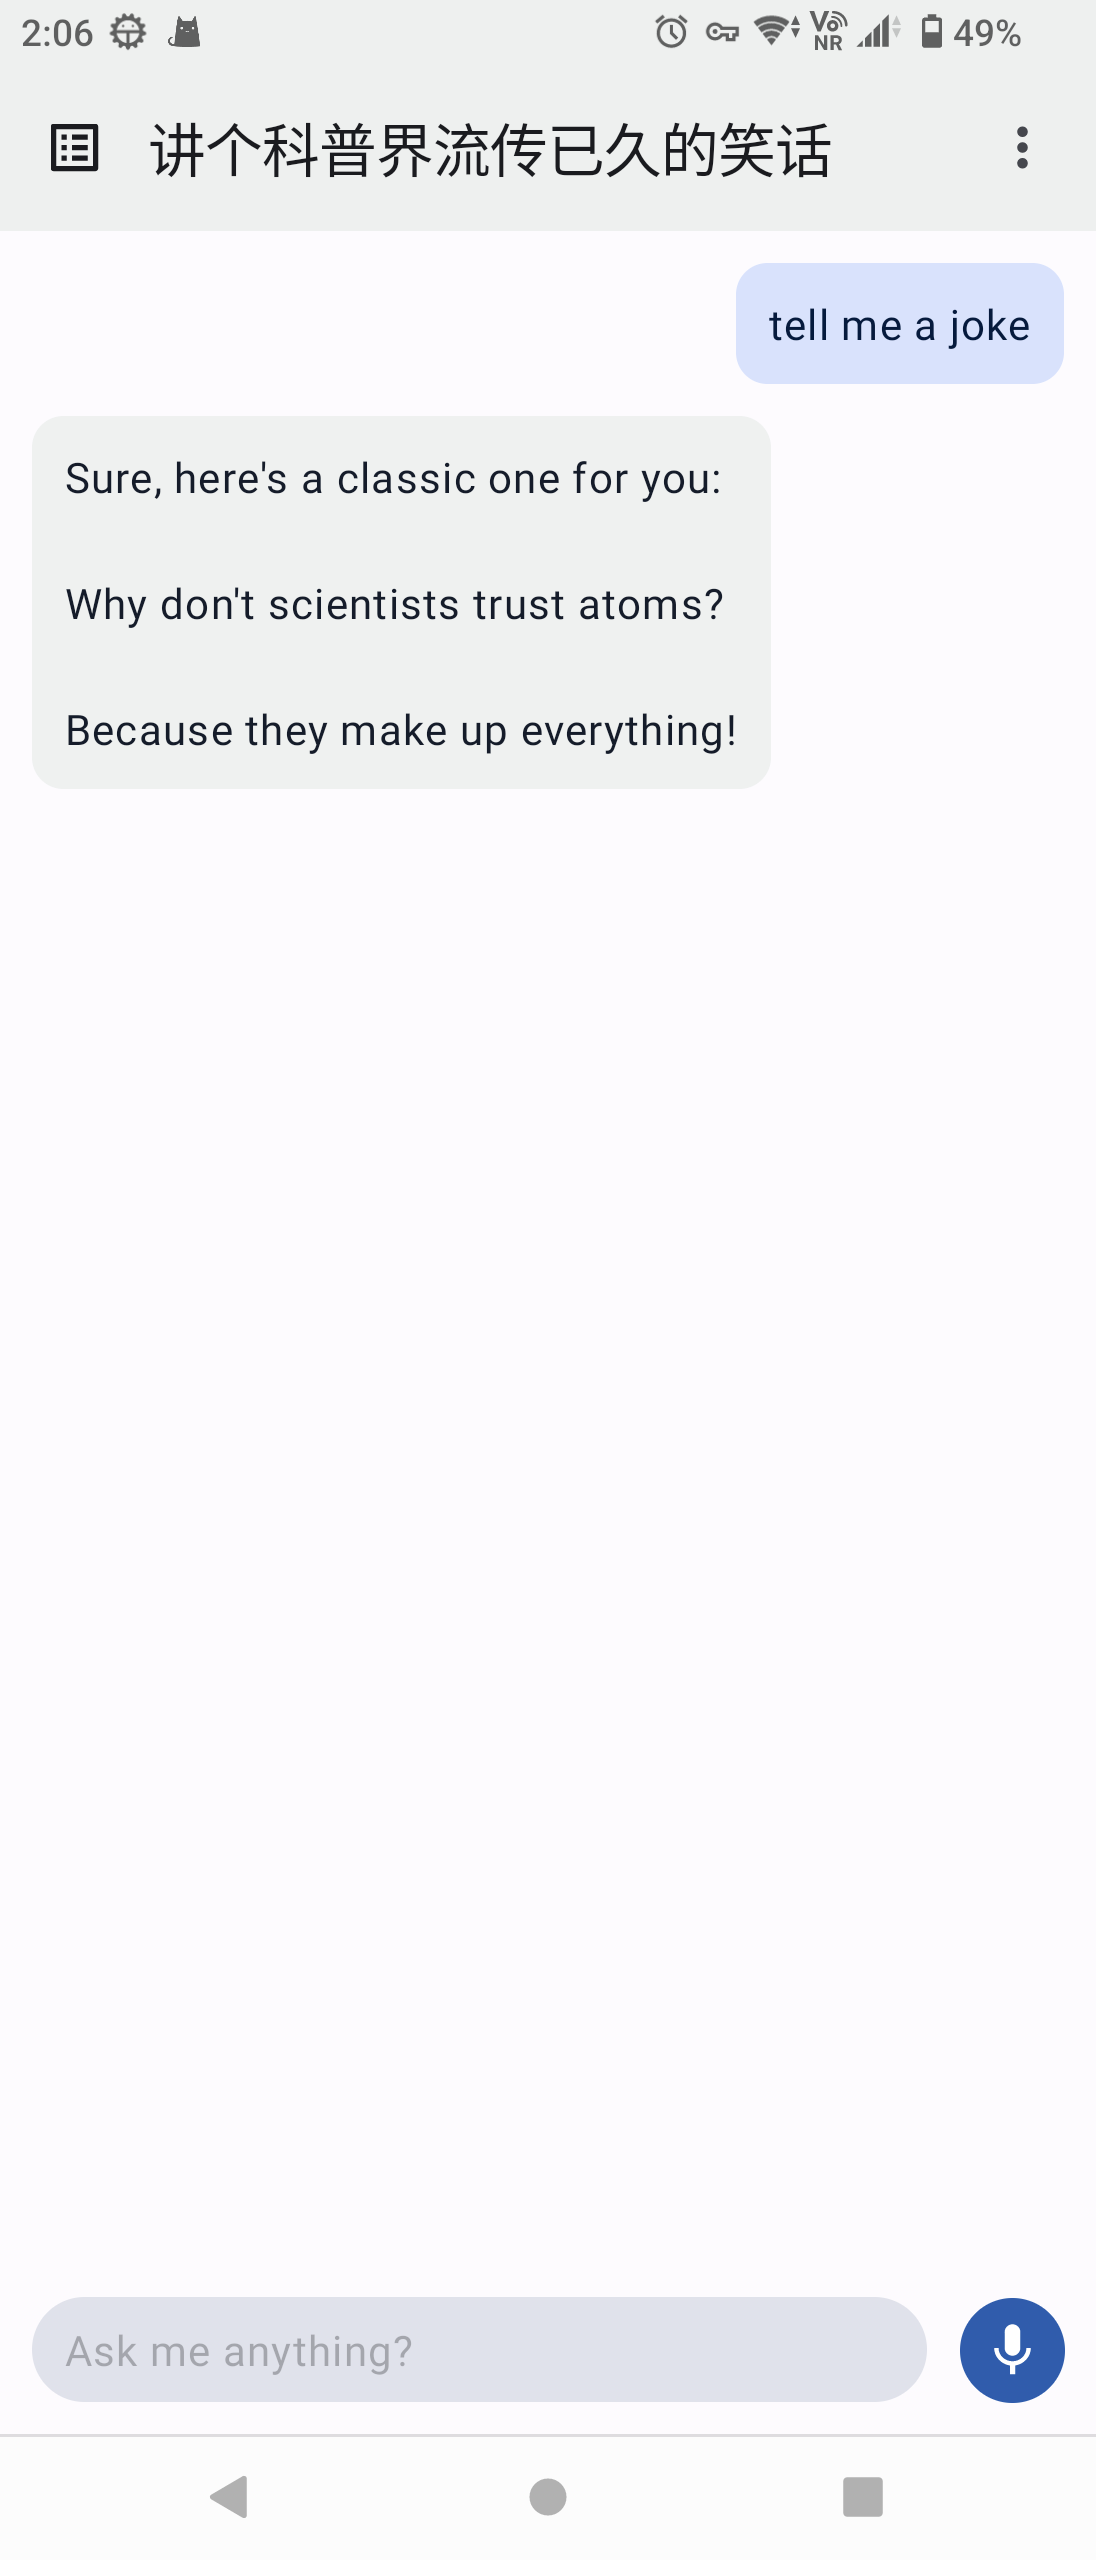 2:06
Vo
NR
49%
讲个科普界流传已久的笑话
tell me a joke
Sure, here's a classic one for you:
Why don't scientists trust atoms?
Because they make up everything!
Ask me anything?